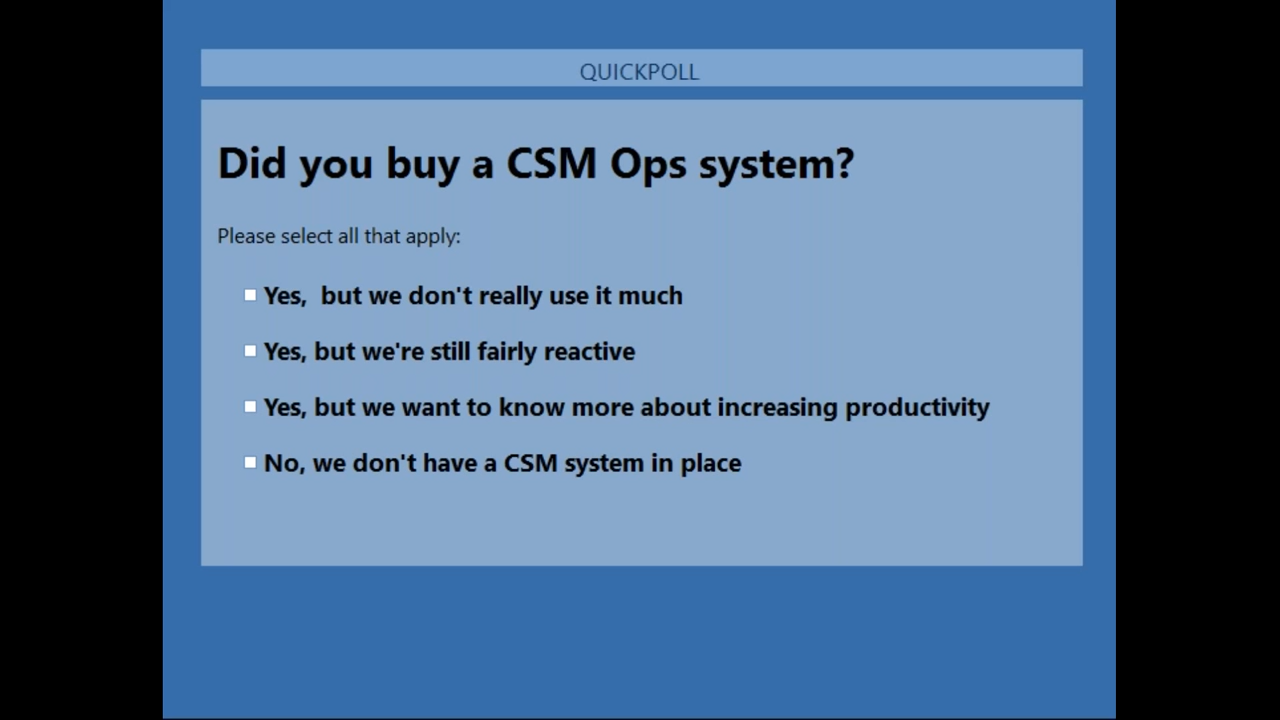 QUICKPOLL
Did you buy a CSM Ops system?
Please select all that apply:
Yes,  but we don't really use it much
Yes, but we're still fairly reactive
Yes, but we want to know more about increasing productivity
No, we don't have a CSM system in place